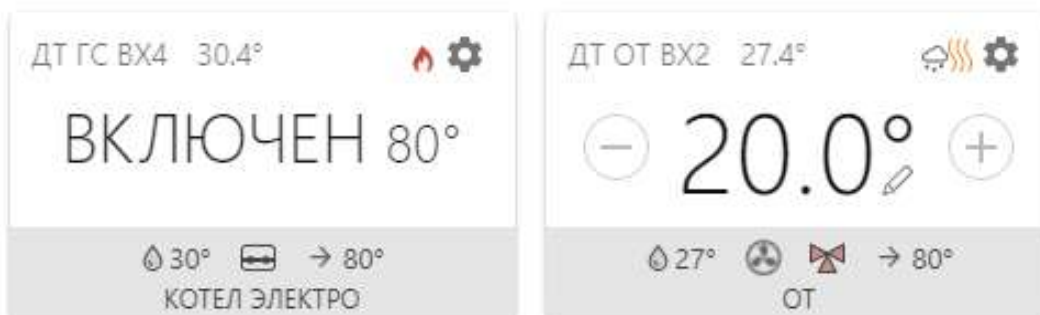 ДТ ГС ВХ4 30.4°
ВКЛЮЧЕН 80°
30° → 80°
КОТЕЛ ЭЛЕКТРО
ДТ ОТ ВХ2 27.4°
− 20.0° +
27° → 80°
ОТ